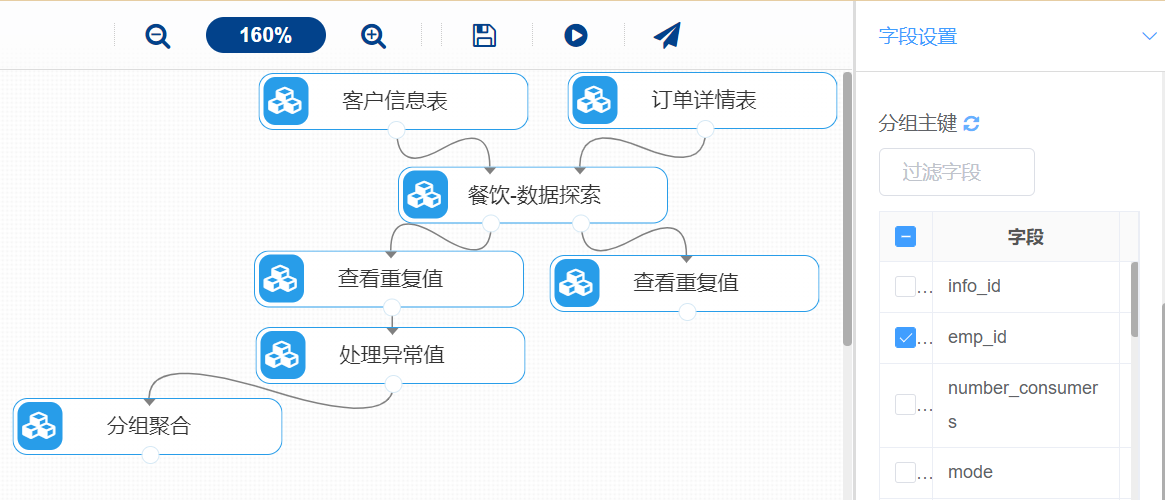 160%
客户信息表
订单详情表
餐饮-数据探索
查看重复值
查看重复值
处理异常值
分组聚合
字段设置
分组主键
过滤字段
字段
... info_id
... emp_id
... number_consumer
s
... mode